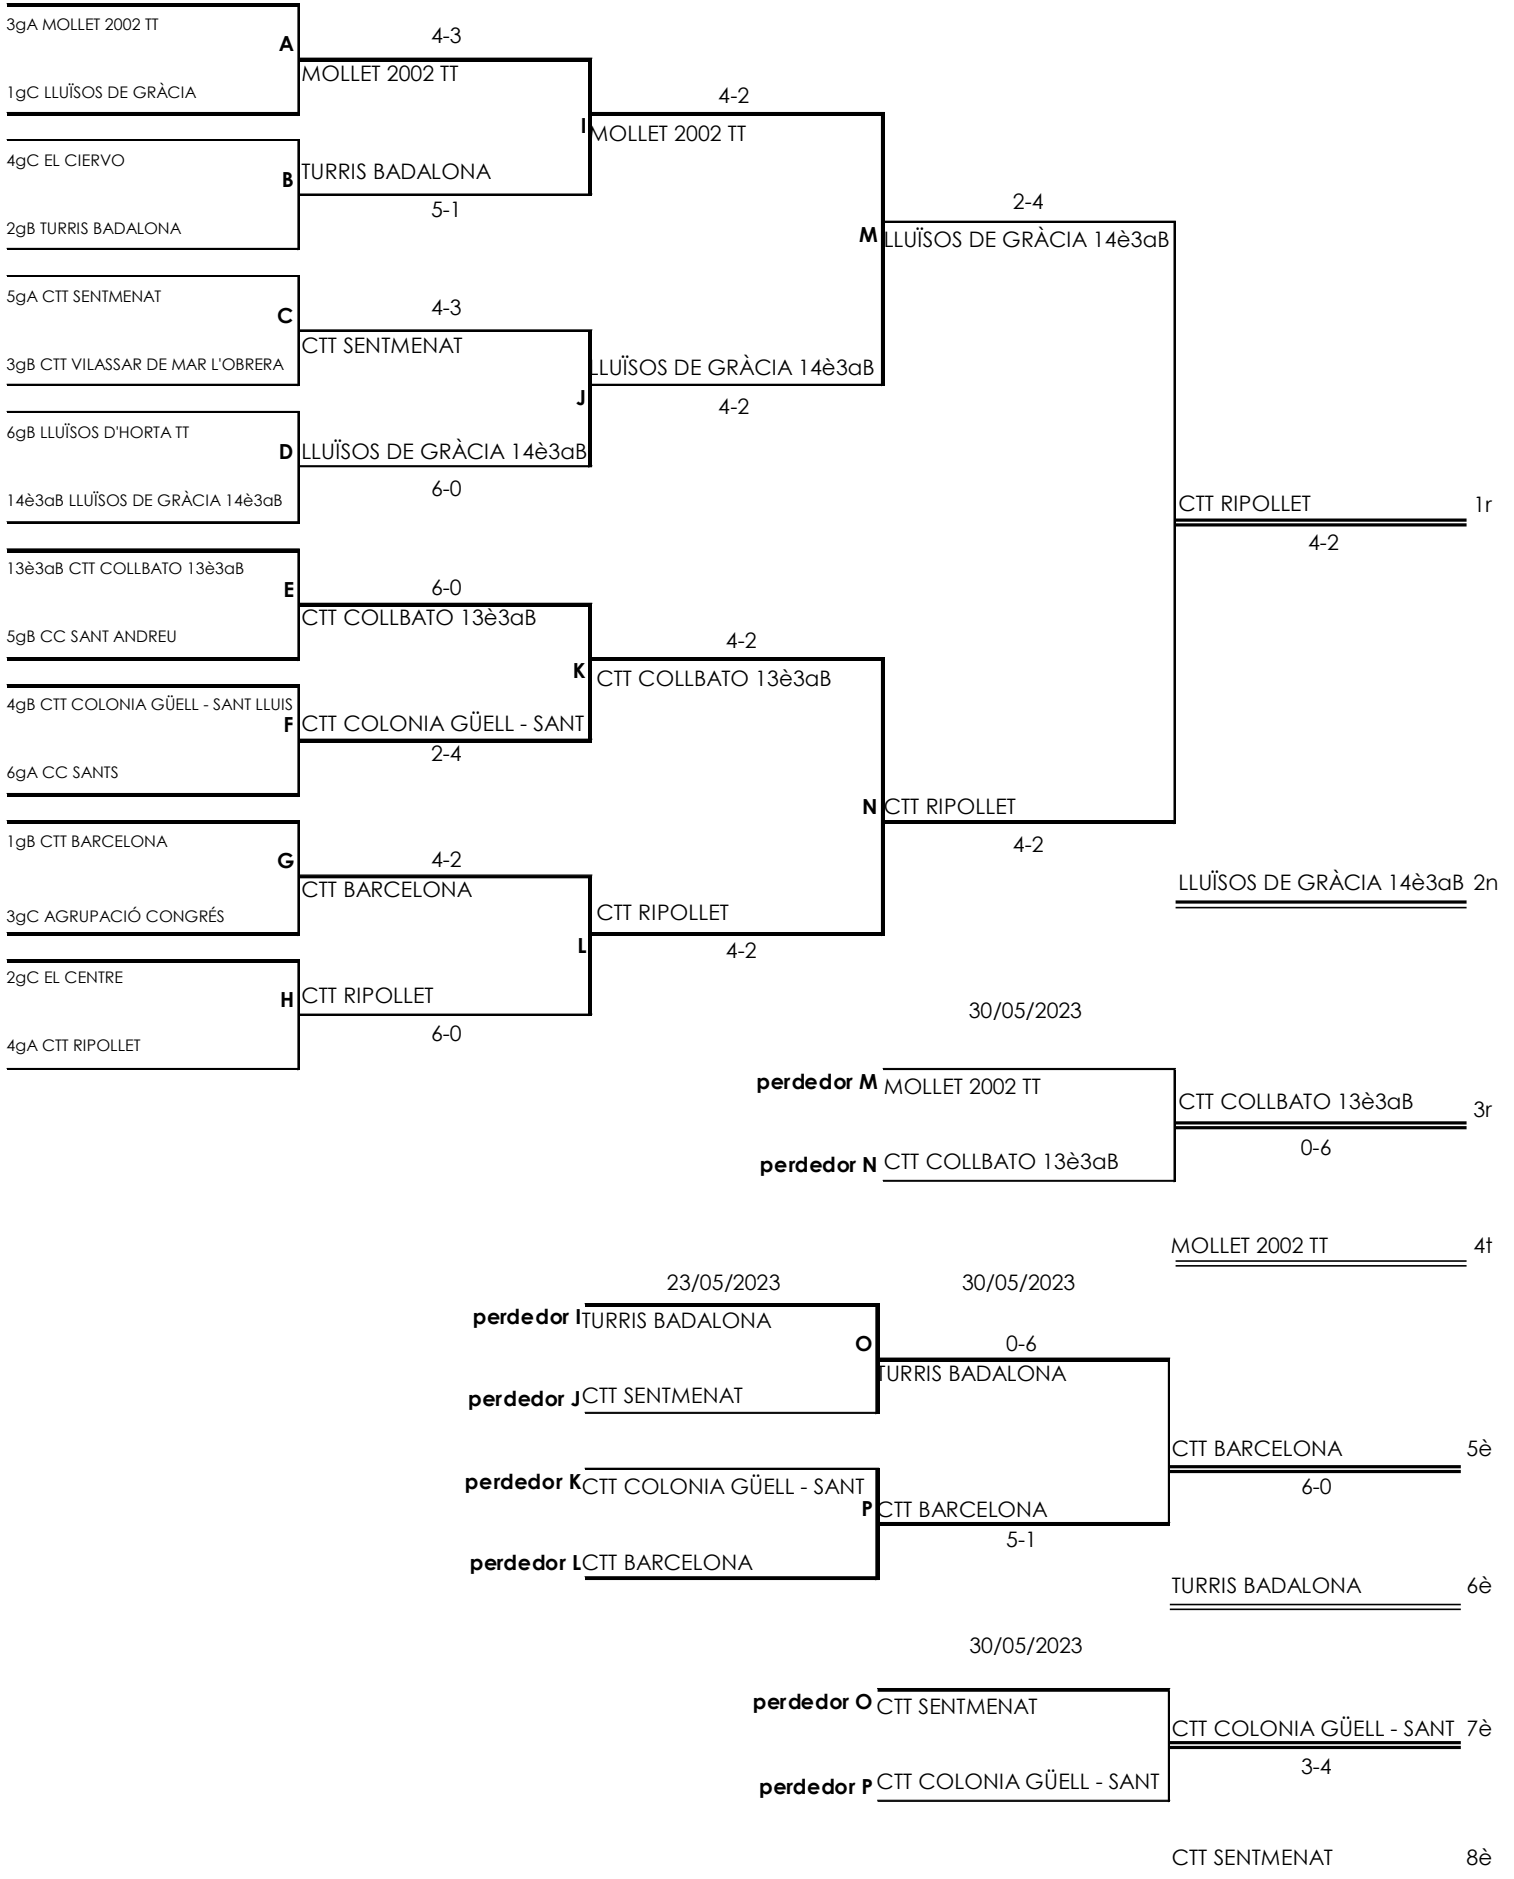 3gA MOLLET 2002 TT
A
4-3
MOLLET 2002 TT
1gC LLUÏSOS DE GRÀCIA
4-2
I
MOLLET 2002 TT
4gC EL CIERVO
B
TURRIS BADALONA
5-1
2gB TURRIS BADALONA
2-4
M
LLUÏSOS DE GRÀCIA 14è3aB
5gA CTT SENTMENAT
C
4-3
CTT SENTMENAT
3gB CTT VILASSAR DE MAR L'OBRERA
LLUÏSOS DE GRÀCIA 14è3aB
J
4-2
6gB LLUÏSOS D'HORTA TT
D
LLUÏSOS DE GRÀCIA 14è3aB
6-0
14è3aB LLUÏSOS DE GRÀCIA 14è3aB
CTT RIPOLLET
1r
4-2
13è3aB CTT COLLBATO 13è3aB
E
6-0
CTT COLLBATO 13è3aB
5gB CC SANT ANDREU
4-2
K
CTT COLLBATO 13è3aB
4gB CTT COLONIA GÜELL - SANT LLUIS
F
CTT COLONIA GÜELL - SANT
2-4
6gA CC SANTS
N
CTT RIPOLLET
4-2
1gB CTT BARCELONA
G
4-2
CTT BARCELONA
LLUÏSOS DE GRÀCIA 14è3aB
2n
3gC AGRUPACIÓ CONGRÉS
CTT RIPOLLET
L
4-2
2gC EL CENTRE
H
CTT RIPOLLET
6-0
4gA CTT RIPOLLET
30/05/2023
perdedor M
MOLLET 2002 TT
CTT COLLBATO 13è3aB
3r
0-6
perdedor N
CTT COLLBATO 13è3aB
MOLLET 2002 TT
4t
23/05/2023
30/05/2023
perdedor I
TURRIS BADALONA
O
0-6
TURRIS BADALONA
perdedor J
CTT SENTMENAT
CTT BARCELONA
5è
6-0
perdedor K
CTT COLONIA GÜELL - SANT
P
CTT BARCELONA
5-1
perdedor L
CTT BARCELONA
TURRIS BADALONA
6è
30/05/2023
perdedor O
CTT SENTMENAT
CTT COLONIA GÜELL - SANT
7è
3-4
perdedor P
CTT COLONIA GÜELL - SANT
CTT SENTMENAT
8è